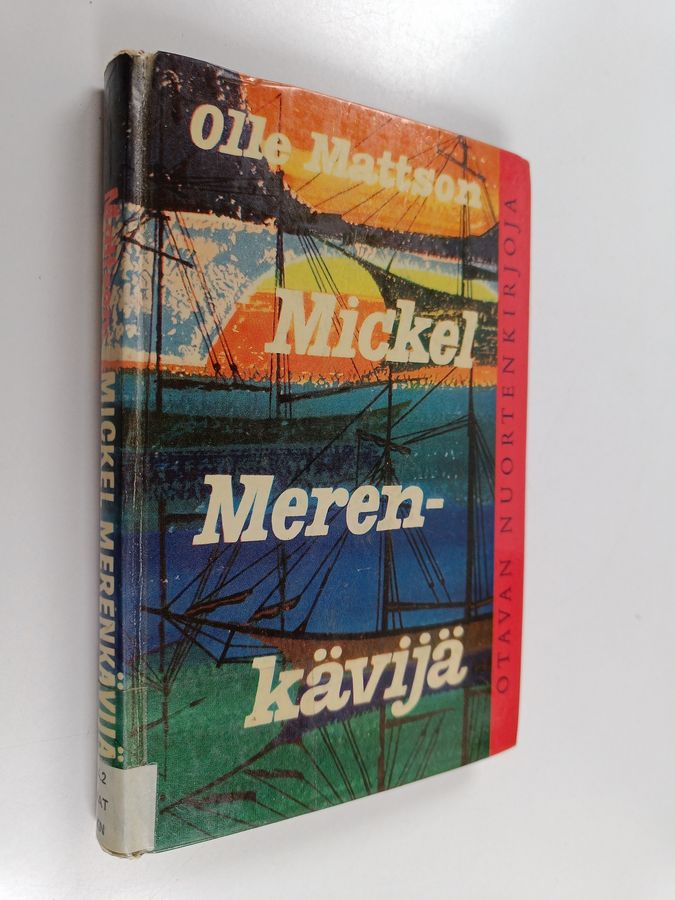 Olle Mattson
Mickel
Meren-
kävijä
OTAVAN NUORTENKIRJOJA
MICKEL MERENKÄVIJÄ